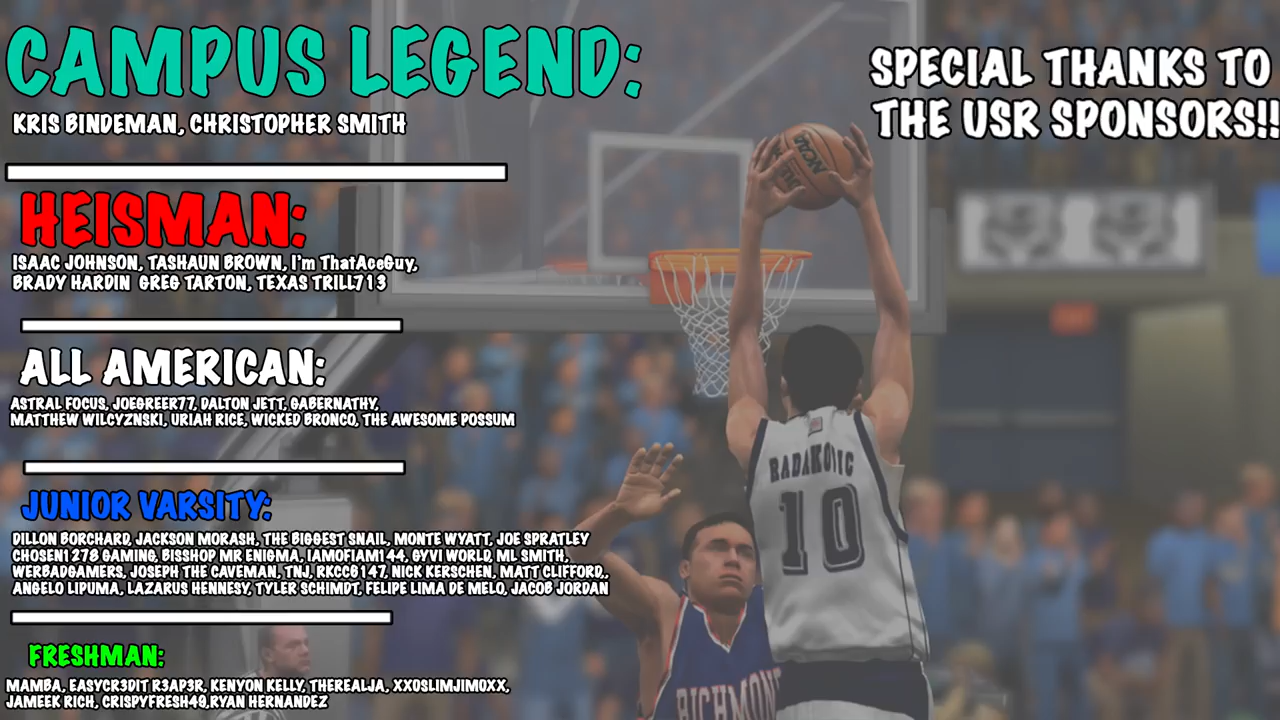 CAMPUS LEGEND:
KRIS BINDEMAN, CHRISTOPHER SMITH
SPECIAL THANKS TO
THE USR SPONSORS!!
HEISMAN:
ISAAC JOHNSON, TASHAUN BROWN, I'm ThatAceGuy,
BRADY HARDIN GREG TARTON, TEXAS TRILL713
ALL AMERICAN:
ASTRAL FOCUS, JOEGREER77, DALTON JETT, GABERNATHY,
MATTHEW WILCYZNSKI, URIAH RICE, WICKED BRONCO, THE AWESOME POSSUM
JUNIOR VARSITY:
DILLON BORCHARD, JACKSON MORASH, THE BIGGEST SNAIL, MONTE WYATT, JOE SPRATLEY
CHOSEN1278 GAMING, BISSHOP MR ENIGMA, IAMOFIAM144, GYVI WORLD, ML SMITH,
WERBADGAMERS, JOSEPH THE CAVEMAN, TNJ, RKCC6147, NICK KERSCHEN, MATT CLIFFORD,,
ANGELO LIPUMA, LAZARUS HENNESY, TYLER SCHIMDT, FELIPE LIMA DE MELO, JACOB JORDAN
FRESHMAN:
MAMBA, EASYCR3DIT R3AP3R, KENYON KELLY, THEREALJA, XXOSLIMJIMOXX,
JAMEEK RICH, CRISPYFRESH49,RYAN HERNANDEZ
NCAA
RADAKOVIC
10
RICHMOND